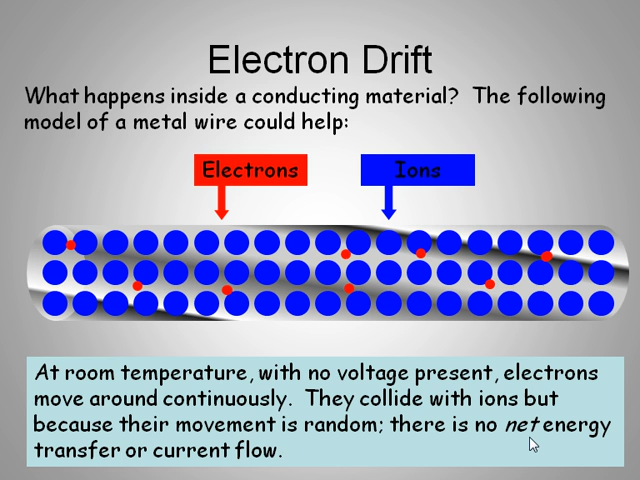 Electron Drift
What happens inside a conducting material?  The following
model of a metal wire could help:
Electrons
Ions
At room temperature, with no voltage present, electrons
move around continuously.  They collide with ions but
because their movement is random; there is no net energy
transfer or current flow.